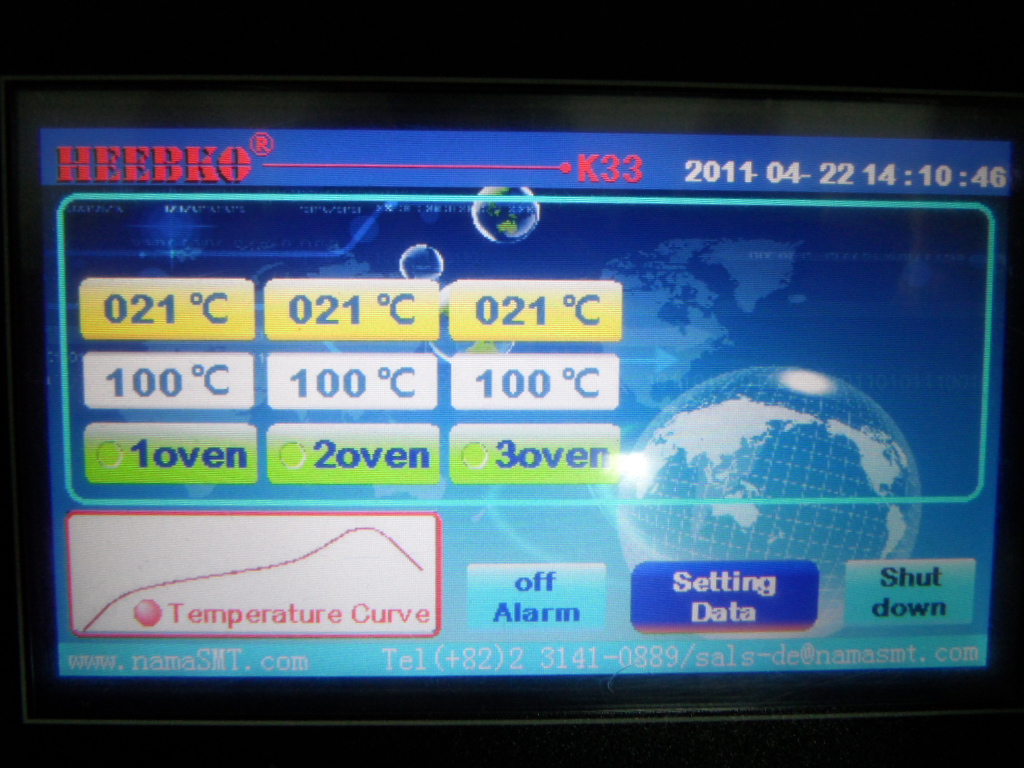 HEEBKO® K33 2011-04-22 14:10:46
021℃ 021℃ 021℃
100℃ 100℃ 100℃
1oven 2oven 3oven
Temperature Curve
off
Alarm
Setting
Data
Shut
down
www.namaSMT.com Tel(+82)2 3141-0889/sals-de@namasmt.com